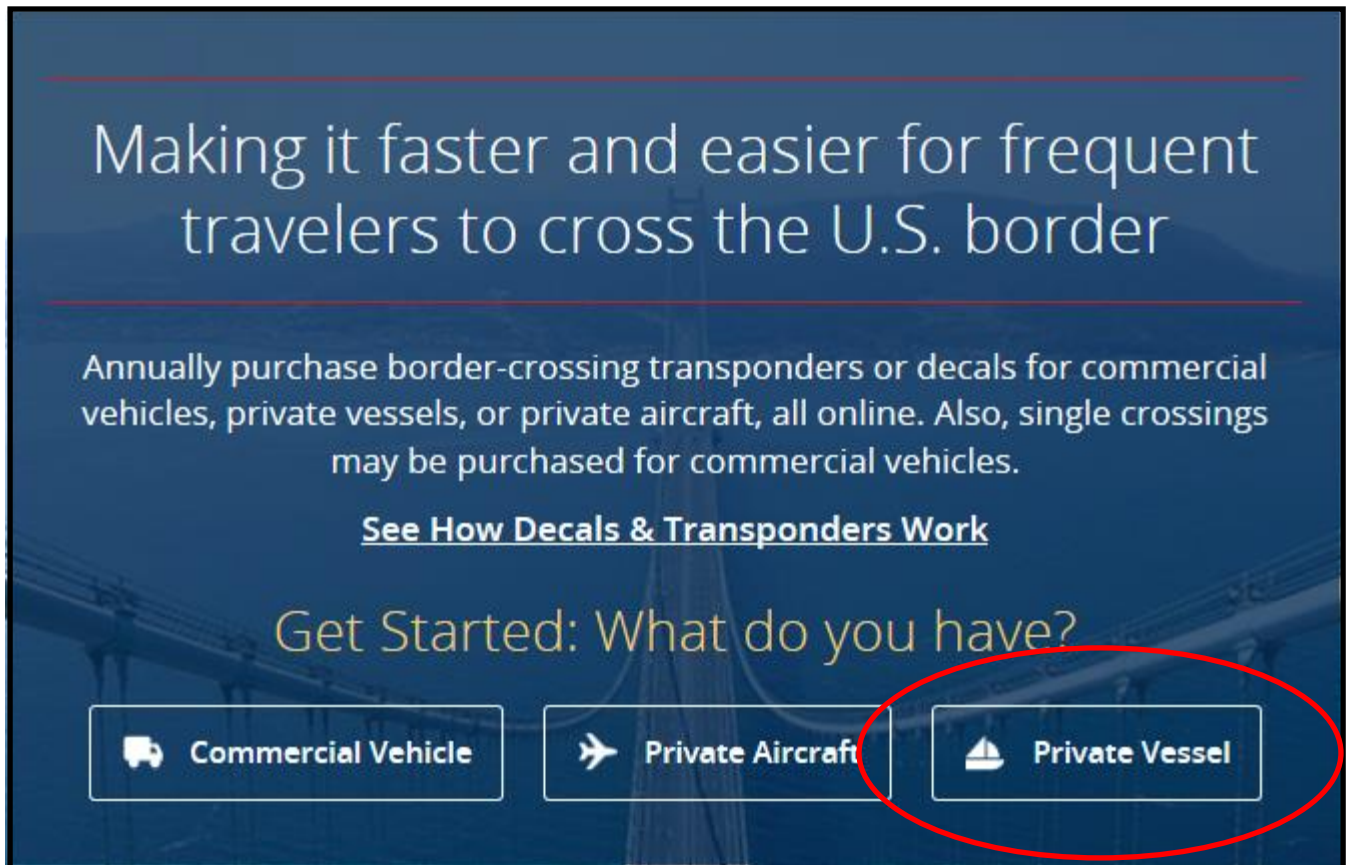 Making it faster and easier for frequent
travelers to cross the U.S. border
Annually purchase border-crossing transponders or decals for commercial
vehicles, private vessels, or private aircraft, all online. Also, single crossings
may be purchased for commercial vehicles.
See How Decals & Transponders Work
Get Started: What do you have?
Commercial Vehicle
Private Aircraft
Private Vessel